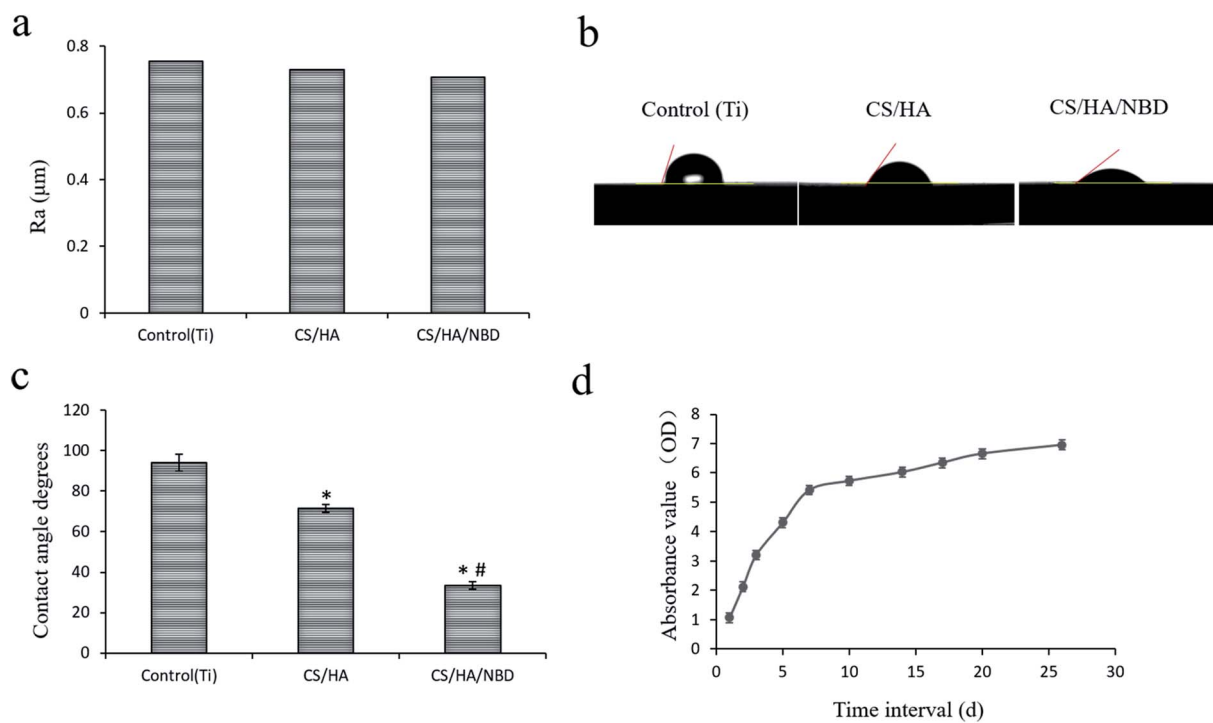 a
0.8
0.6
0.4
0.2
0
Ra (μm)
Control(Ti) CS/HA CS/HA/NBD
b
Control (Ti) CS/HA CS/HA/NBD
c
120
100
80
60
40
20
0
Contact angle degrees
*
* #
Control(Ti) CS/HA CS/HA/NBD
d
8
7
6
5
4
3
2
1
0
Absorbance value（OD）
0 5 10 15 20 25 30
Time interval (d)